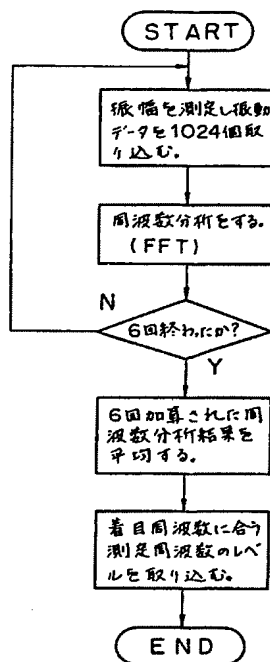 START
振幅を測定し振動
データを1024個取
り込む。
周波数分析をする。
(FFT)
N
6回終わったか?
Y
6回加算された周
波数分析結果を
平均する。
着目周波数に合う
測定周波数のレベ
ルを取り込む。
END